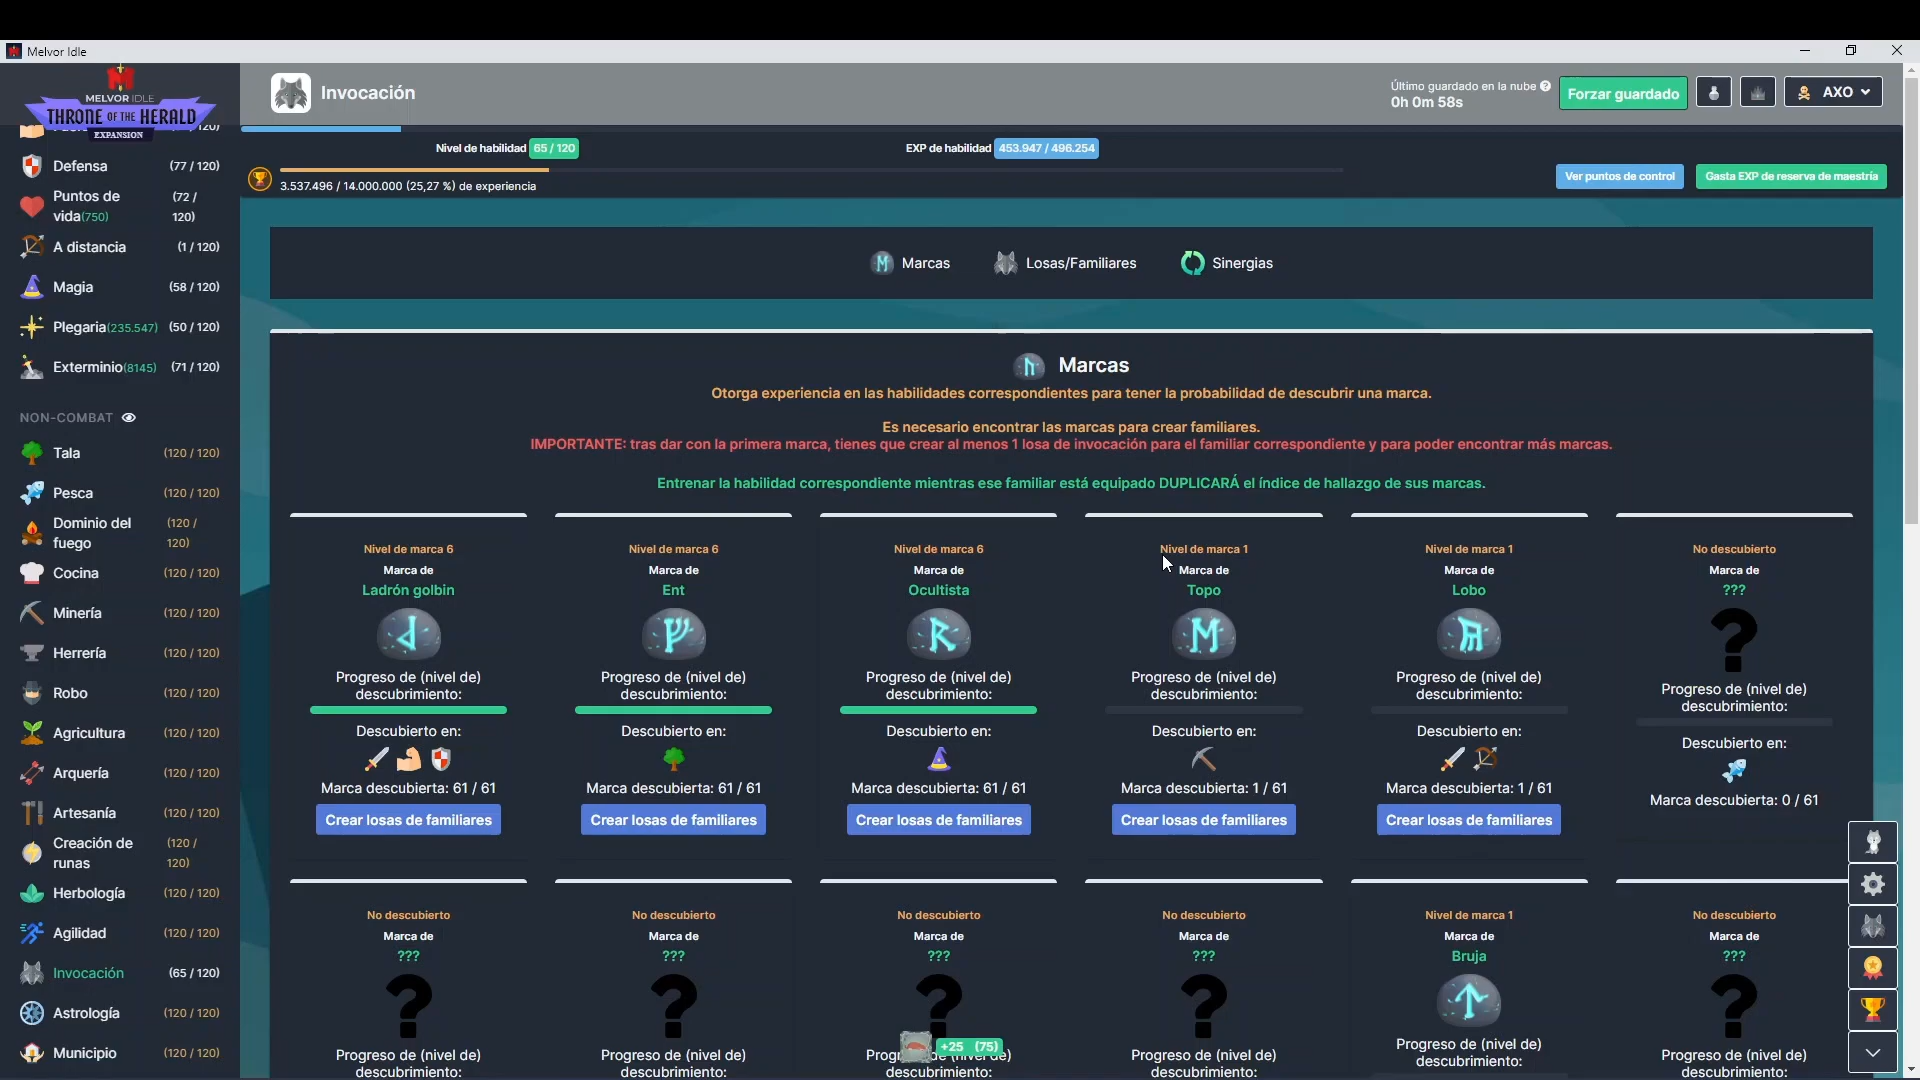 Melvor Idle
MELVOR IDLE
THRONE OF THE HERALD
EXPANSION
Invocación
Último guardado en la nube
0h 0m 58s
Forzar guardado
AXO
Nivel de habilidad 65 / 120
EXP de habilidad 453.947 / 496.254
3.537.496 / 14.000.000 (25,27 %) de experiencia
Ver puntos de control
Gasta EXP de reserva de maestría
Defensa (77 / 120)
Puntos de vida(750) (72 / 120)
A distancia (1 / 120)
Magia (58 / 120)
Plegaria(235.547) (50 / 120)
Exterminio(8145) (71 / 120)
NON-COMBAT
Tala (120 / 120)
Pesca (120 / 120)
Dominio del fuego (120 / 120)
Cocina (120 / 120)
Minería (120 / 120)
Herrería (120 / 120)
Robo (120 / 120)
Agricultura (120 / 120)
Arquería (120 / 120)
Artesanía (120 / 120)
Creación de runas (120 / 120)
Herbología (120 / 120)
Agilidad (120 / 120)
Invocación (65 / 120)
Astrología (120 / 120)
Municipio (120 / 120)
Marcas
Losas/Familiares
Sinergias
Marcas
Otorga experiencia en las habilidades correspondientes para tener la probabilidad de descubrir una marca.
Es necesario encontrar las marcas para crear familiares.
IMPORTANTE: tras dar con la primera marca, tienes que crear al menos 1 losa de invocación para el familiar correspondiente y para poder encontrar más marcas.
Entrenar la habilidad correspondiente mientras ese familiar está equipado DUPLICARÁ el índice de hallazgo de sus marcas.
Nivel de marca 6
Marca de
Ladrón golbin
Progreso de (nivel de)
descubrimiento:
Descubierto en:
Marca descubierta: 61 / 61
Crear losas de familiares
Nivel de marca 6
Marca de
Ent
Progreso de (nivel de)
descubrimiento:
Descubierto en:
Marca descubierta: 61 / 61
Crear losas de familiares
Nivel de marca 6
Marca de
Ocultista
Progreso de (nivel de)
descubrimiento:
Descubierto en:
Marca descubierta: 61 / 61
Crear losas de familiares
Nivel de marca 1
Marca de
Topo
Progreso de (nivel de)
descubrimiento:
Descubierto en:
Marca descubierta: 1 / 61
Crear losas de familiares
Nivel de marca 1
Marca de
Lobo
Progreso de (nivel de)
descubrimiento:
Descubierto en:
Marca descubierta: 1 / 61
Crear losas de familiares
No descubierto
Marca de
???
Progreso de (nivel de)
descubrimiento:
Descubierto en:
Marca descubierta: 0 / 61
No descubierto
Marca de
???
Progreso de (nivel de)
descubrimiento:
No descubierto
Marca de
???
Progreso de (nivel de)
descubrimiento:
No descubierto
Marca de
???
+25 (75)
descubrimiento:
No descubierto
Marca de
???
Progreso de (nivel de)
descubrimiento:
Nivel de marca 1
Marca de
Bruja
Progreso de (nivel de)
descubrimiento:
No descubierto
Marca de
???
Progreso de (nivel de)
descubrimiento: